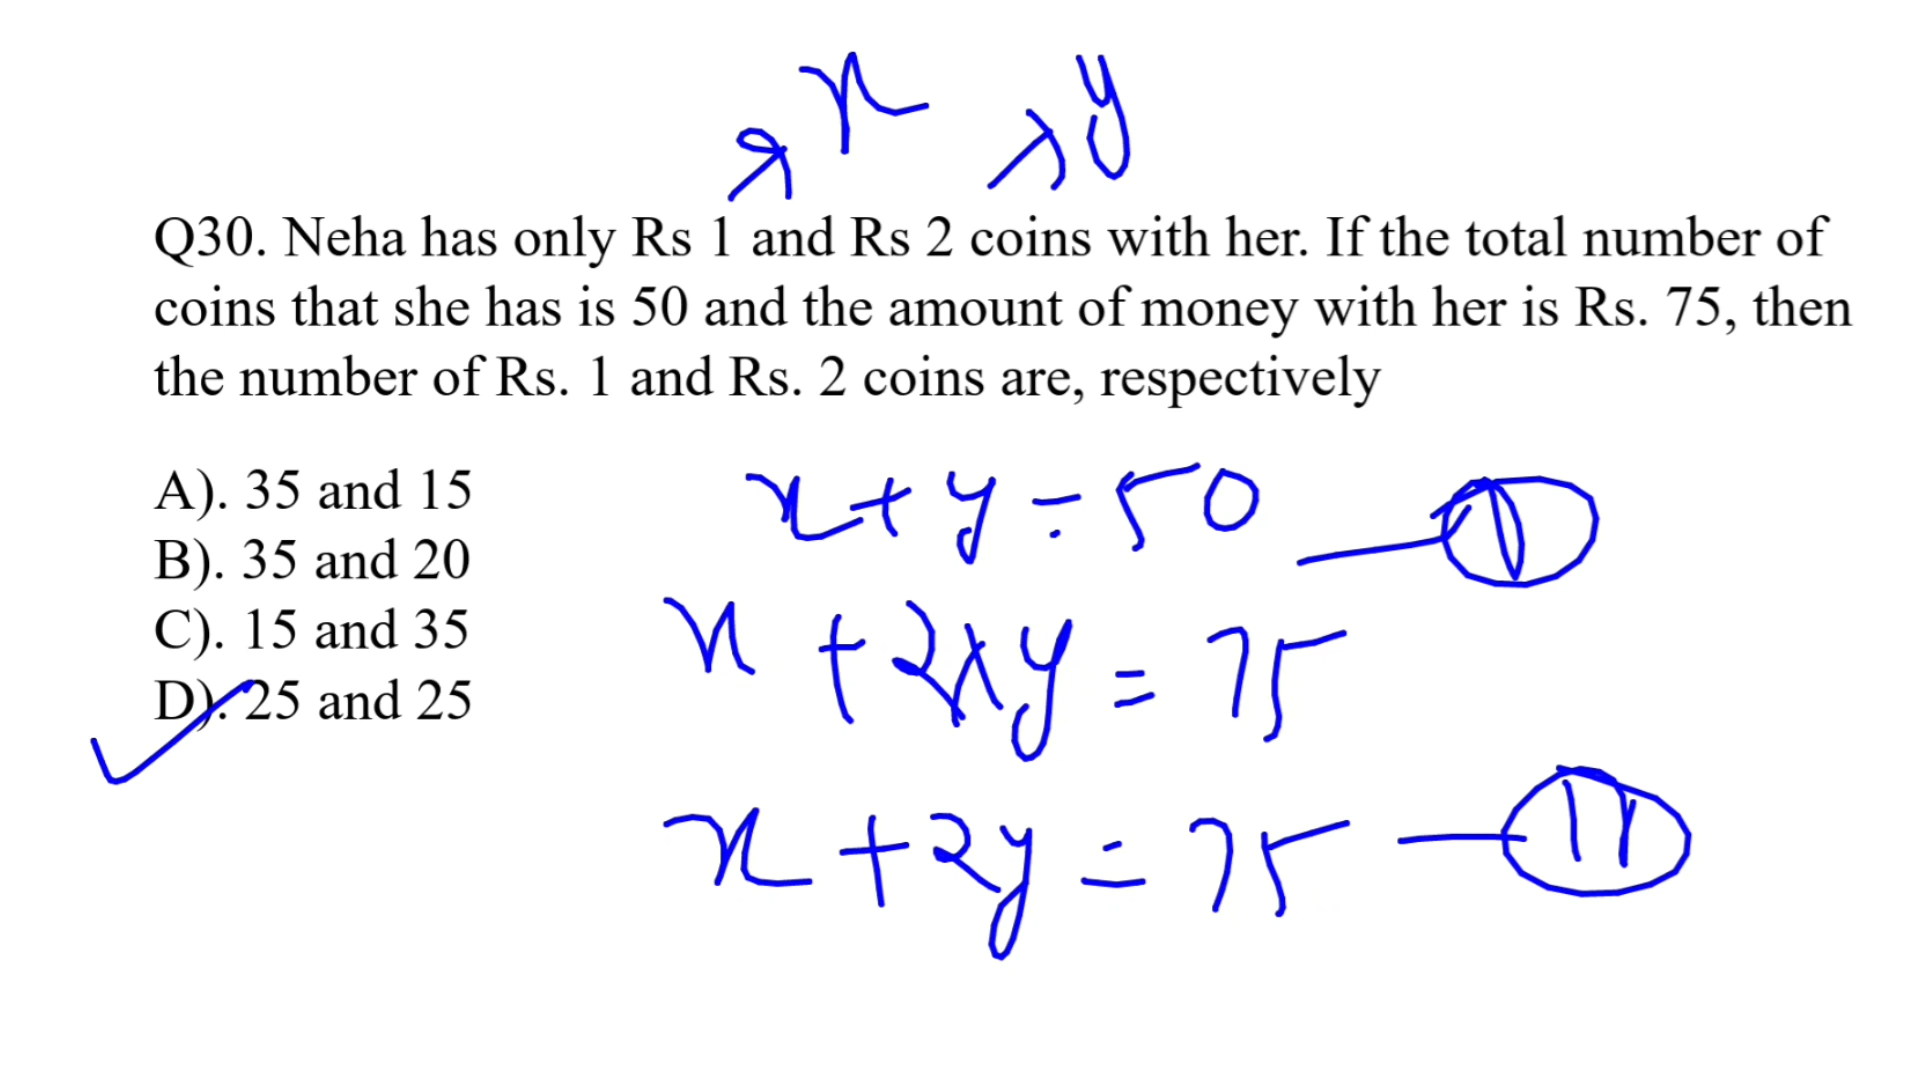 x y
Q30. Neha has only Rs 1 and Rs 2 coins with her. If the total number of
coins that she has is 50 and the amount of money with her is Rs. 75, then
the number of Rs. 1 and Rs. 2 coins are, respectively
A). 35 and 15
B). 35 and 20
C). 15 and 35
D). 25 and 25
x + y = 50 — 1
x + 2xy = 75
x + 2y = 75 — 11